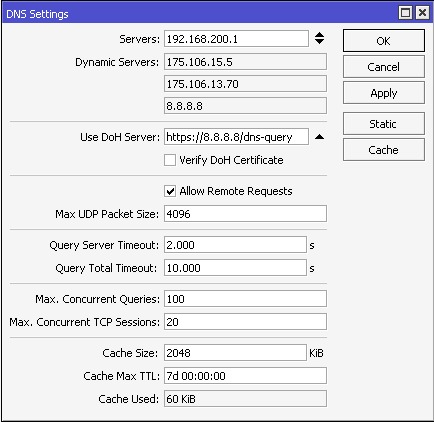 DNS Settings
Servers: 192.168.200.1
OK
Dynamic Servers: 175.106.15.5
Cancel
175.106.13.70
Apply
8.8.8.8
Static
Use DoH Server: https://8.8.8.8/dns-query
Cache
Verify DoH Certificate
Allow Remote Requests
Max UDP Packet Size: 4096
Query Server Timeout: 2.000 s
Query Total Timeout: 10.000 s
Max. Concurrent Queries: 100
Max. Concurrent TCP Sessions: 20
Cache Size: 2048 KiB
Cache Max TTL: 7d 00:00:00
Cache Used: 60 KiB